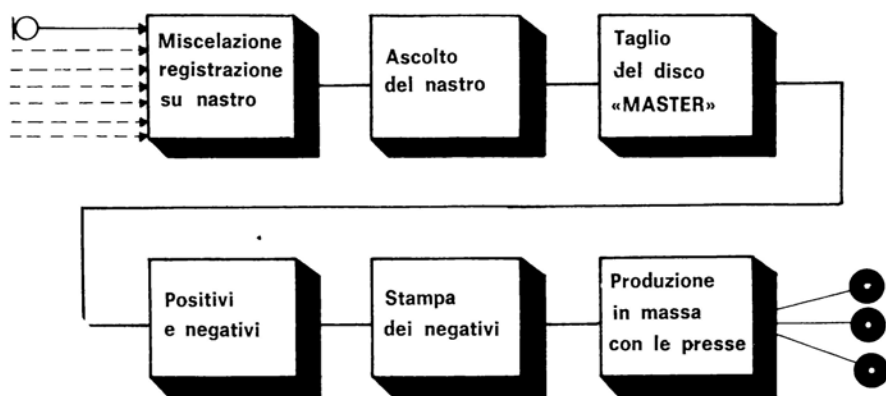 Miscelazione
registrazione
su nastro
Ascolto
del nastro
Taglio
del disco
«MASTER»
Positivi
e negativi
Stampa
dei negativi
Produzione
in massa
con le presse